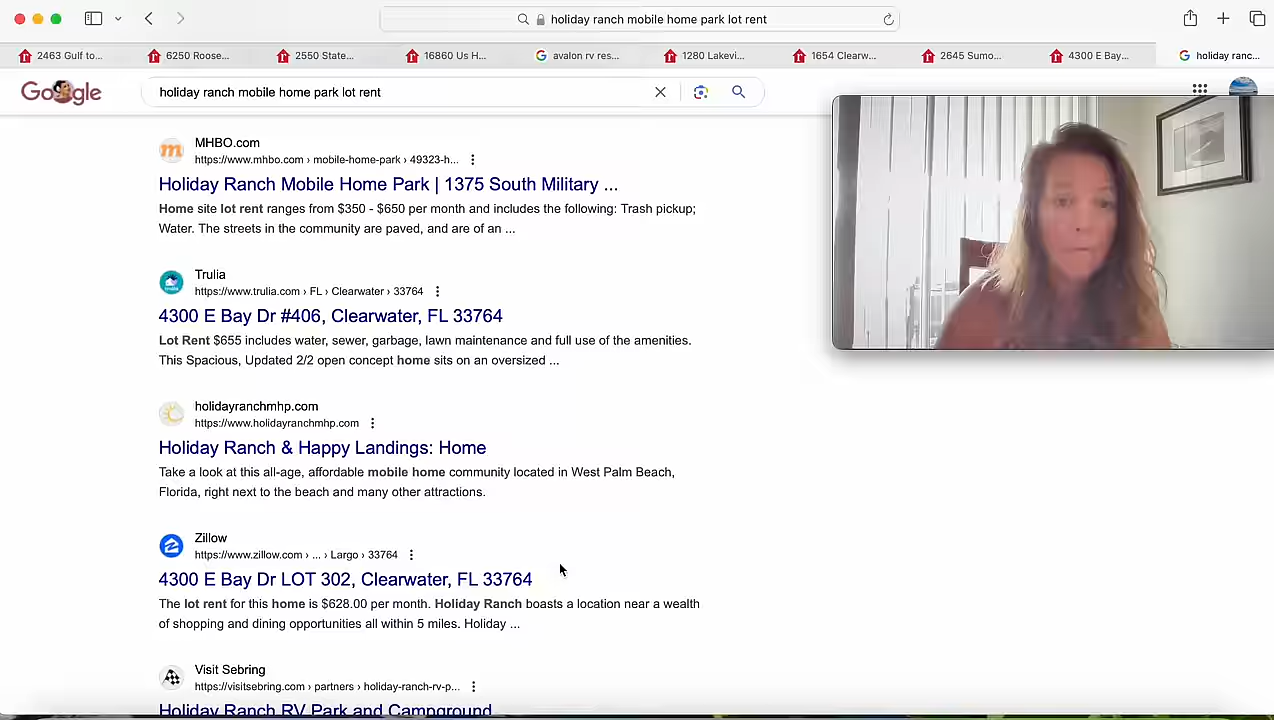 holiday ranch mobile home park lot rent
2463 Gulf to...
6250 Roose...
2550 State...
16860 Us H...
avalon rv res...
1280 Lakevi...
1654 Clearw...
2645 Sumo...
4300 E Bay...
holiday ranc...
Google
holiday ranch mobile home park lot rent
MHBO.com
https://www.mhbo.com › mobile-home-park › 49323-h...
Holiday Ranch Mobile Home Park | 1375 South Military ...
Home site lot rent ranges from $350 - $650 per month and includes the following: Trash pickup;
Water. The streets in the community are paved, and are of an ...
Trulia
https://www.trulia.com › FL › Clearwater › 33764
4300 E Bay Dr #406, Clearwater, FL 33764
Lot Rent $655 includes water, sewer, garbage, lawn maintenance and full use of the amenities.
This Spacious, Updated 2/2 open concept home sits on an oversized ...
holidayranchmhp.com
https://www.holidayranchmhp.com
Holiday Ranch & Happy Landings: Home
Take a look at this all-age, affordable mobile home community located in West Palm Beach,
Florida, right next to the beach and many other attractions.
Zillow
https://www.zillow.com › ... › Largo › 33764
4300 E Bay Dr LOT 302, Clearwater, FL 33764
The lot rent for this home is $628.00 per month. Holiday Ranch boasts a location near a wealth
of shopping and dining opportunities all within 5 miles. Holiday ...
Visit Sebring
https://visitsebring.com › partners › holiday-ranch-rv-p...
Holiday Ranch RV Park and Campground